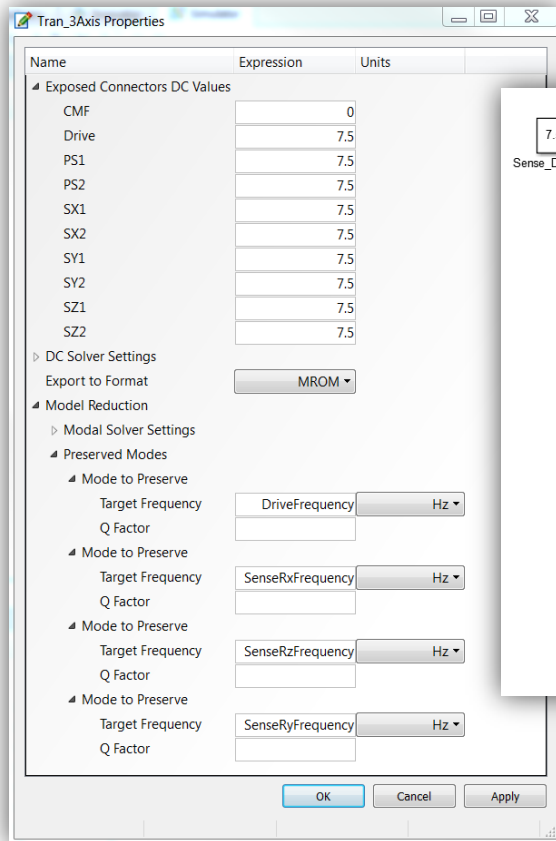 Tran_3Axis Properties
Name Expression Units
Exposed Connectors DC Values
CMF 0
Drive 7.5
PS1 7.5
PS2 7.5
SX1 7.5
SX2 7.5
SY1 7.5
SY2 7.5
SZ1 7.5
SZ2 7.5
DC Solver Settings
Export to Format MROM
Model Reduction
Modal Solver Settings
Preserved Modes
Mode to Preserve
Target Frequency DriveFrequency Hz
Q Factor
Mode to Preserve
Target Frequency SenseRxFrequency Hz
Q Factor
Mode to Preserve
Target Frequency SenseRzFrequency Hz
Q Factor
Mode to Preserve
Target Frequency SenseRyFrequency Hz
Q Factor
OK Cancel Apply
7.
Sense_D